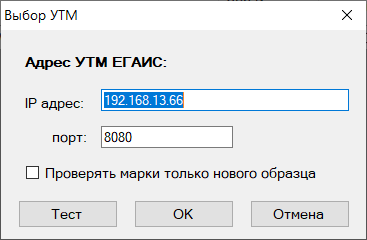 Выбор УТМ
Адрес УТМ ЕГАИС:
IP адрес: 192.168.13.66
порт: 8080
Проверять марки только нового образца
Тест OK Отмена